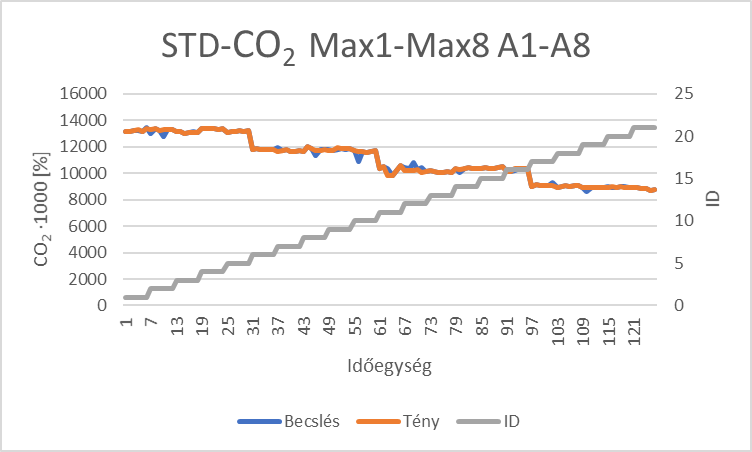 STD-CO₂ Max1-Max8 A1-A8
16000
14000
12000
10000
8000
6000
4000
2000
0
CO₂ ·1000 [%]
25
20
15
10
5
0
ID
1 7 13 19 25 31 37 43 49 55 61 67 73 79 85 91 97 103 109 115 121
Időegység
Becslés Tény ID